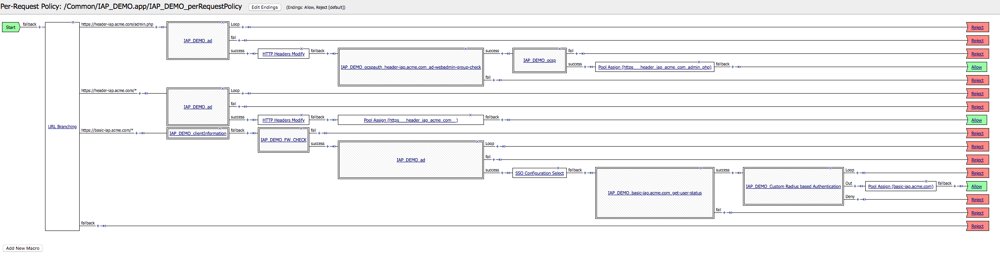 Per-Request Policy: /Common/IAP_DEMO.app/IAP_DEMO_perRequestPolicy Edit Endings (Endings: Allow, Reject [default])
Start fallback https://header-iap.acme.com/admin.php Loop Reject
IAP_DEMO_ad fail Reject
success HTTP Headers Modify fallback success fail Reject
IAP_DEMO_ocsp
IAP_DEMO_ocspauth_header-iap.acme.com_ad-webadmin-group-check success Pool Assign (https___header_iap_acme_com_admin_php) fallback Allow
fail Reject
https://header-iap.acme.com/* Loop Reject
IAP_DEMO_ad fail Reject
success HTTP Headers Modify fallback Pool Assign (https___header_iap_acme_com__) fallback Allow
URL Branching
https://basic-iap.acme.com/* IAP_DEMO_clientInformation fallback fail Reject
IAP_DEMO_FW_CHECK
success Loop Reject
IAP_DEMO_ad fail Reject
success SSO Configuration Select fallback success Loop Reject
IAP_DEMO_Custom Radius based Authentication Out Pool Assign (basic-iap.acme.com) fallback Allow
IAP_DEMO_basic-iap.acme.com_get-user-status
Deny Reject
fail Reject
fallback Reject
Add New Macro